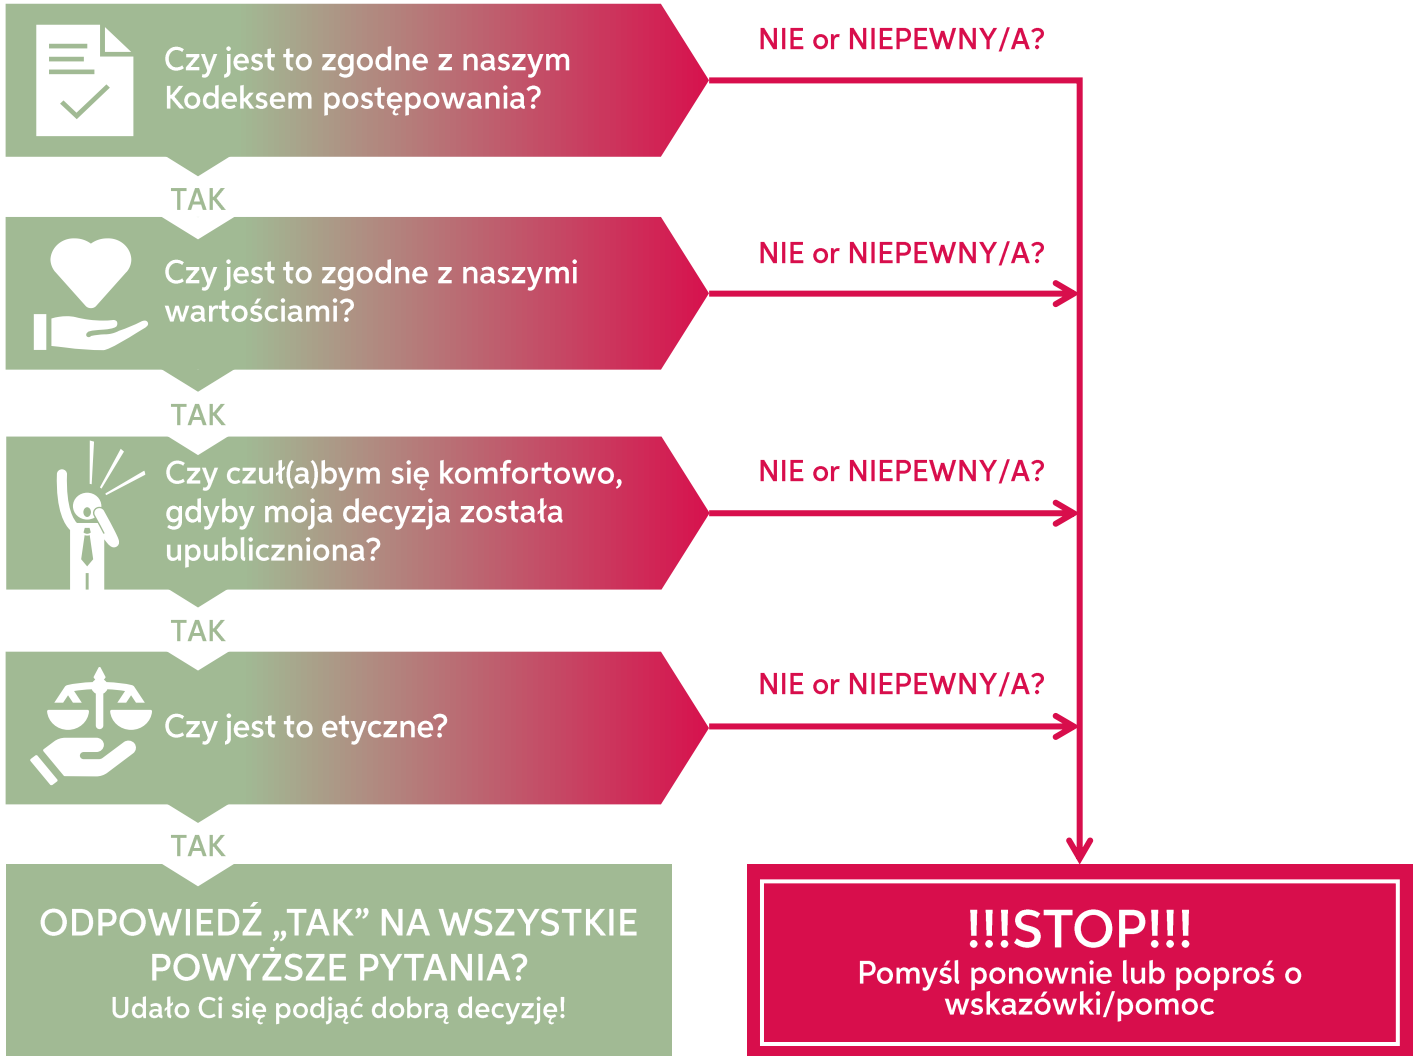 Czy jest to zgodne z naszym
Kodeksem postępowania?
NIE or NIEPEWNY/A?
TAK
Czy jest to zgodne z naszymi
wartościami?
NIE or NIEPEWNY/A?
TAK
Czy czuł(a)bym się komfortowo,
gdyby moja decyzja została
upubliczniona?
NIE or NIEPEWNY/A?
TAK
Czy jest to etyczne?
NIE or NIEPEWNY/A?
TAK
ODPOWIEDŹ „TAK” NA WSZYSTKIE
POWYŻSZE PYTANIA?
Udało Ci się podjąć dobrą decyzję!
!!!STOP!!!
Pomyśl ponownie lub poproś o
wskazówki/pomoc